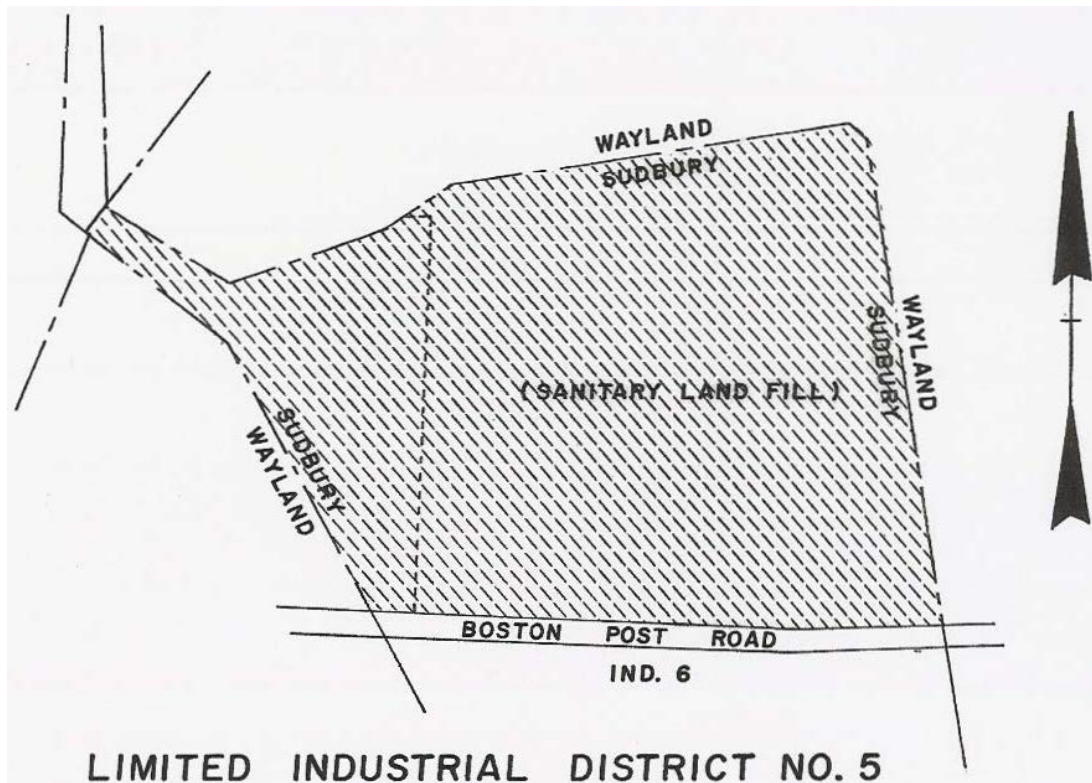 WAYLAND
SUDBURY
WAYLAND
SUDBURY
(SANITARY LAND FILL)
SUDBURY
WAYLAND
BOSTON POST ROAD
IND. 6
LIMITED INDUSTRIAL DISTRICT NO. 5